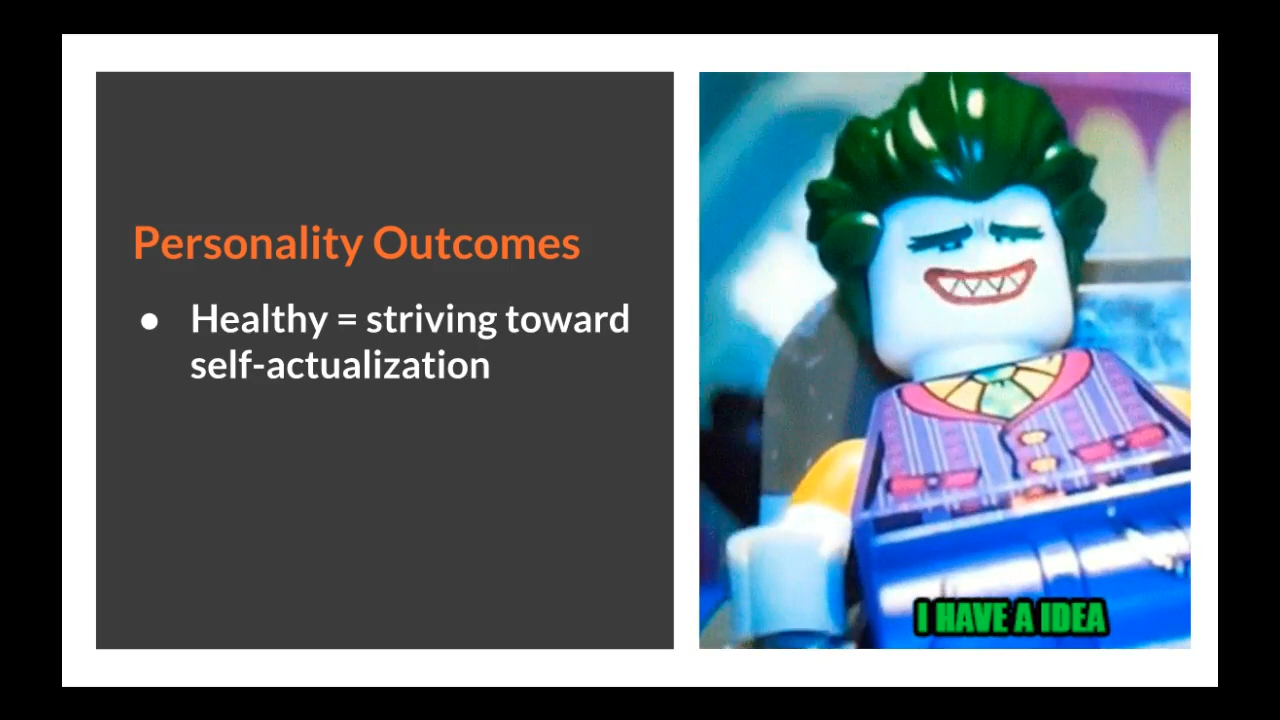 Personality Outcomes
● Healthy = striving toward
self-actualization
I HAVE A IDEA